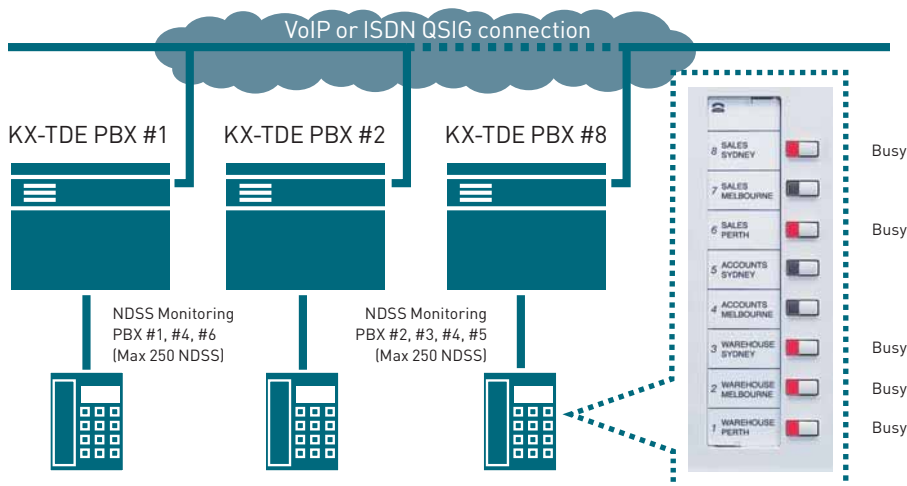 VoIP or ISDN QSIG connection
KX-TDE PBX #1
KX-TDE PBX #2
KX-TDE PBX #8
NDSS Monitoring
PBX #1, #4, #6
(Max 250 NDSS)
NDSS Monitoring
PBX #2, #3, #4, #5
(Max 250 NDSS)
8 SALES
SYDNEY
Busy
7 SALES
MELBOURNE
6 SALES
PERTH
Busy
5 ACCOUNTS
SYDNEY
4 ACCOUNTS
MELBOURNE
3 WAREHOUSE
SYDNEY
Busy
2 WAREHOUSE
MELBOURNE
Busy
1 WAREHOUSE
PERTH
Busy